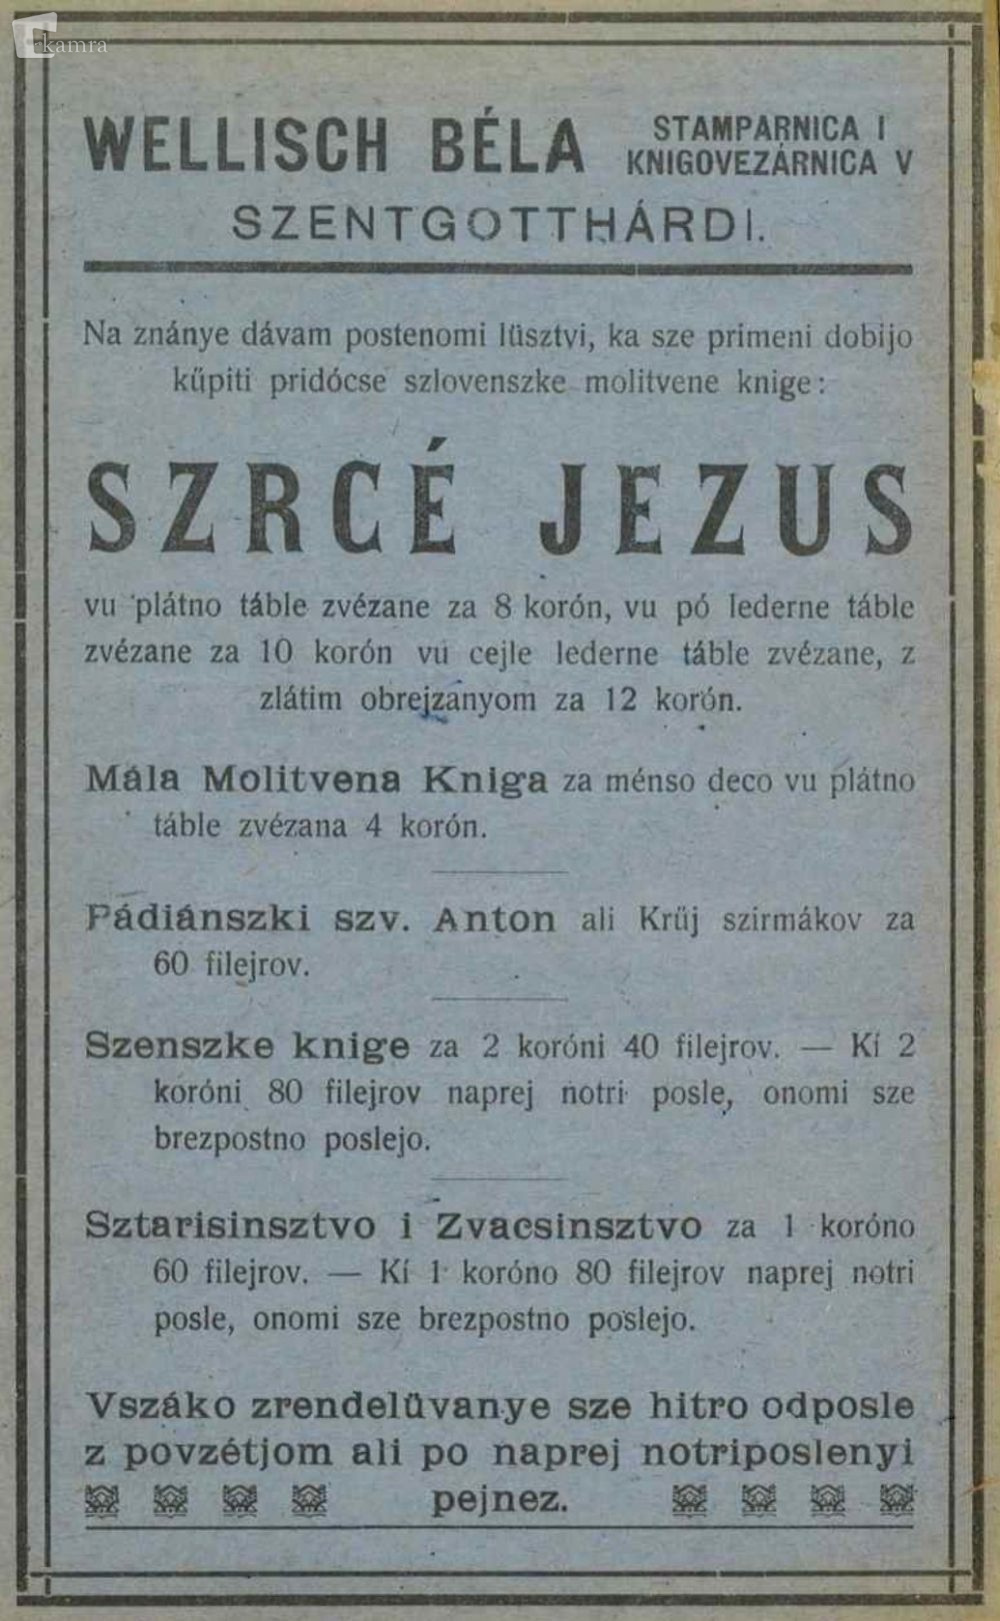 kamra
WELLISCH BÉLA STAMPARNICA I
KNIGOVEZÁRNICA V
SZENTGOTTHÁRDI.
Na znánye dávam postenomi lüsztvi, ka sze primeni dobijo
küpiti pridócse szlovenszke molitvene knige:
SZRCÉ JEZUS
vu plátno táble zvézane za 8 korón, vu pó lederne táble
zvézane za 10 korón vu cejle lederne táble zvézane, z
zlátim obrejzányom za 12 korón.
Mála Molitvena Kniga za ménso deco vu plátno
táble zvézana 4 korón.
Pádiánszki szv. Anton ali Krüj szirmákov za
60 filejrov.
Szenszke knige za 2 koróni 40 filejrov. — Kí 2
koróni 80 filejrov naprej notri posle, onomi sze
brezpostno poslejo.
Sztarisinsztvo i Zvacsinsztvo za 1 koróno
60 filejrov. — Kí 1 koróno 80 filejrov naprej notri
posle, onomi sze brezpostno poslejo.
Vszáko zrendelüvanye sze hitro odposle
z povzétjom ali po naprej notriposlenyi
pejnez.